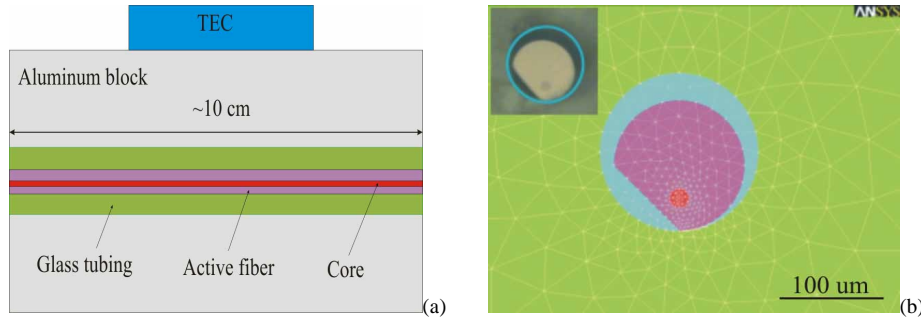 TEC
Aluminum block
~10 cm
Glass tubing
Active fiber
Core
(a)
ANSYS
100 um
(b)